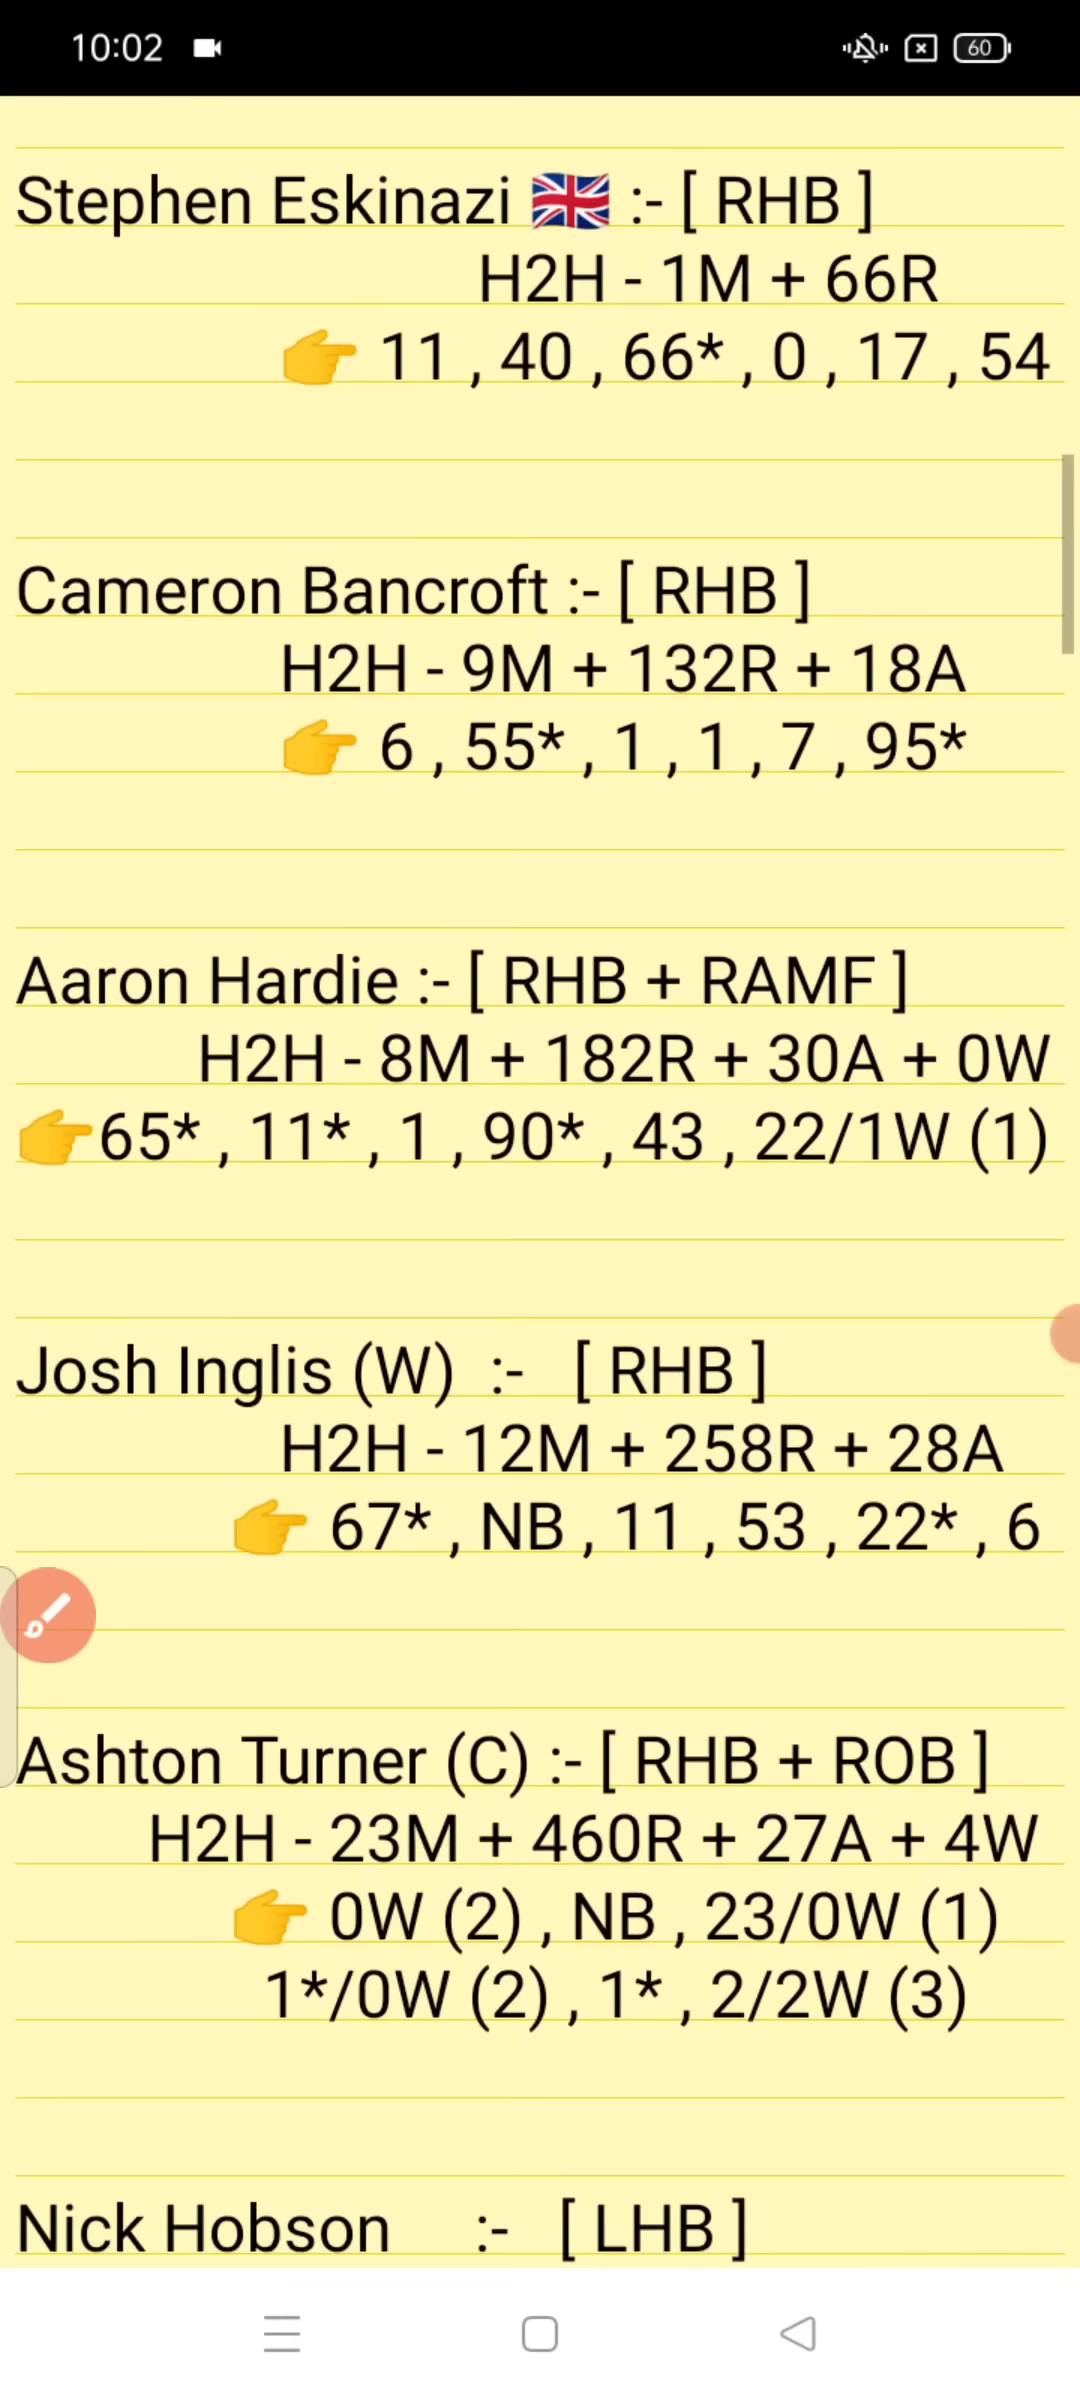 10:02
60
Stephen Eskinazi 🇬🇧 :- [ RHB ]
H2H - 1M + 66R
👉 11 , 40 , 66* , 0 , 17 , 54
Cameron Bancroft :- [ RHB ]
H2H - 9M + 132R + 18A
👉 6 , 55* , 1 , 1 , 7 , 95*
Aaron Hardie :- [ RHB + RAMF ]
H2H - 8M + 182R + 30A + 0W
👉65* , 11* , 1 , 90* , 43 , 22/1W (1)
Josh Inglis (W) :- [ RHB ]
H2H - 12M + 258R + 28A
👉 67* , NB , 11 , 53 , 22* , 6
Ashton Turner (C) :- [ RHB + ROB ]
H2H - 23M + 460R + 27A + 4W
👉 0W (2) , NB , 23/0W (1)
1*/0W (2) , 1* , 2/2W (3)
Nick Hobson :- [ LHB ]